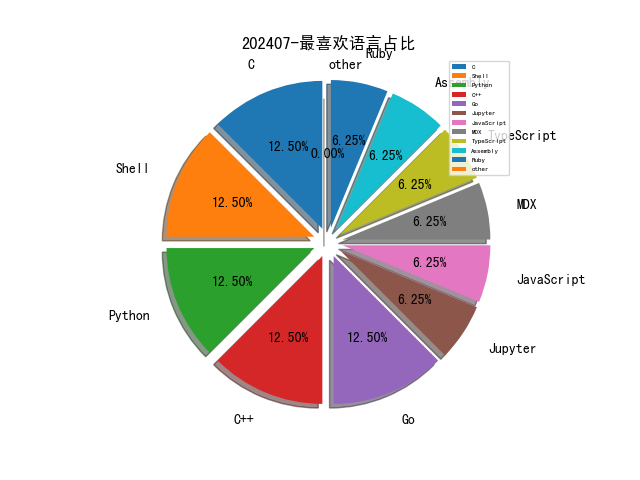 202407-最喜欢语言占比
C
other
Ruby
Assembly
TypeScript
MDX
JavaScript
Jupyter
Go
C++
Python
Shell
12.50%
0.00%
6.25%
6.25%
6.25%
6.25%
6.25%
6.25%
12.50%
12.50%
12.50%
12.50%
C
Shell
Python
C++
Go
Jupyter
JavaScript
MDX
TypeScript
Assembly
Ruby
other